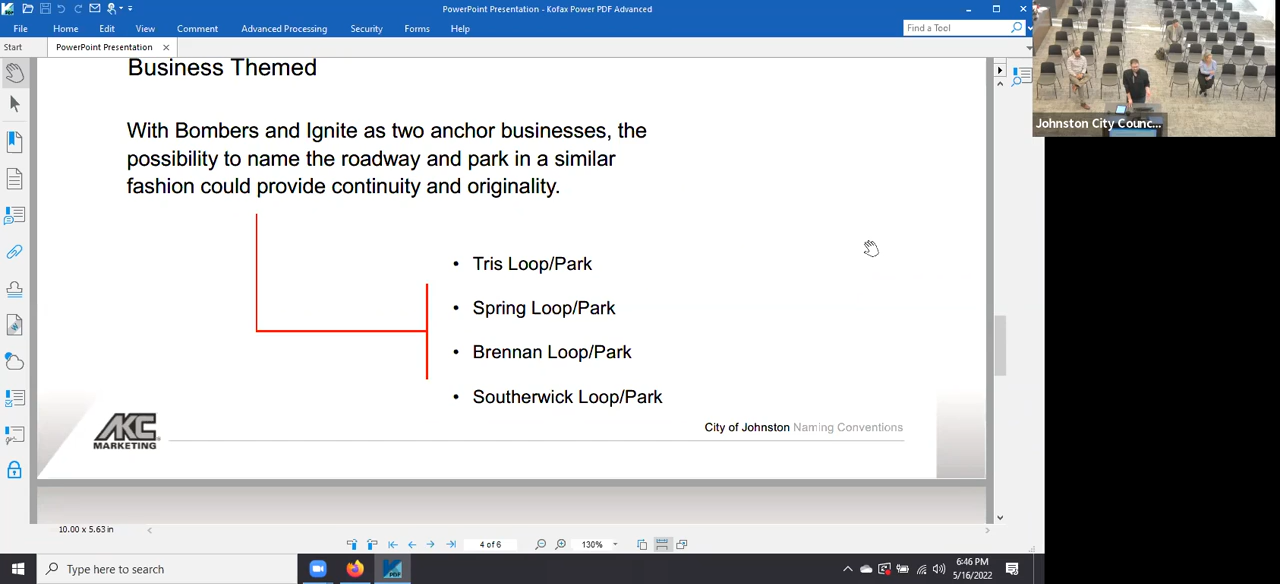 PowerPoint Presentation - Kofax Power PDF Advanced
File Home Edit View Comment Advanced Processing Security Forms Help
Find a Tool
Start PowerPoint Presentation
Business Themed
With Bombers and Ignite as two anchor businesses, the
possibility to name the roadway and park in a similar
fashion could provide continuity and originality.
• Tris Loop/Park
• Spring Loop/Park
• Brennan Loop/Park
• Southerwick Loop/Park
AKC
MARKETING
City of Johnston Naming Conventions
10.00 x 5.63 in
4 of 6
130%
Type here to search
6:46 PM
5/16/2022
Johnston City Counc...